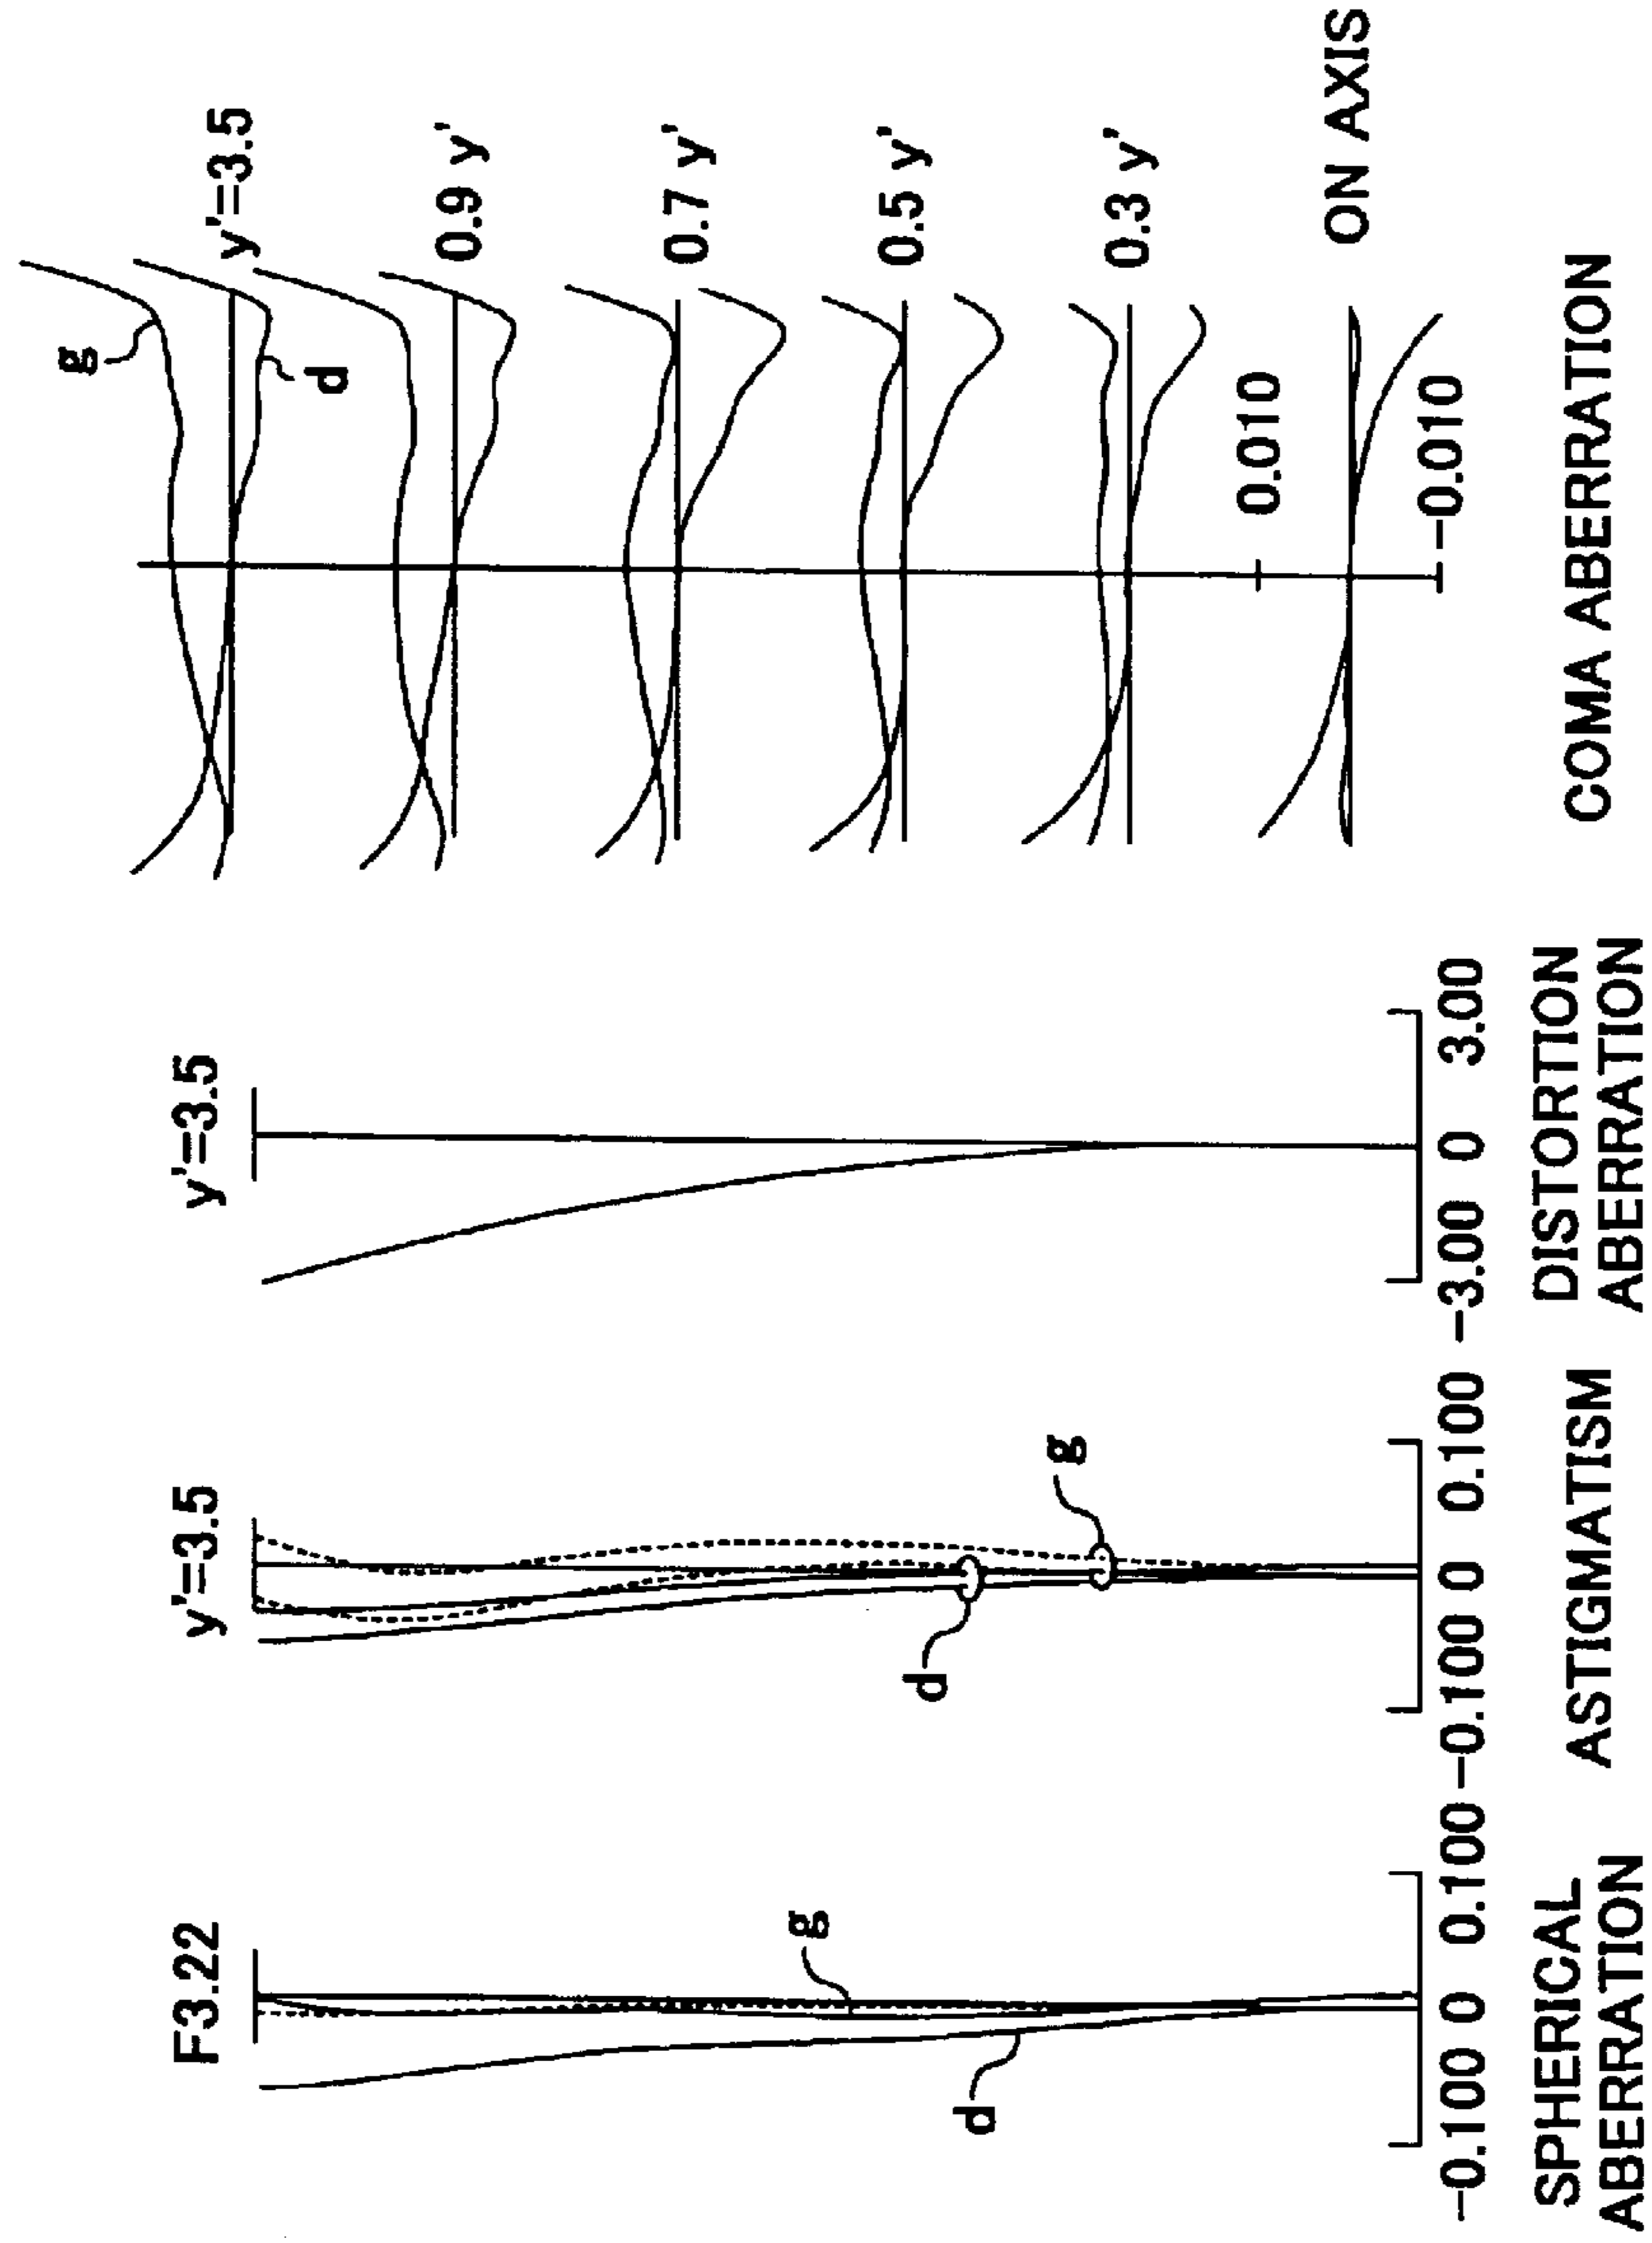 F3.22
g
d
-0.100 0 0.100
SPHERICAL
ABERRATION
y'=3.5
g
d
-0.100 0 0.100
ASTIGMATISM
y'=3.5
-3.00 0 3.00
DISTORTION
ABERRATION
g
d
y'=3.5
0.9 y'
0.7 y'
0.5 y'
0.3 y'
0.010
ON AXIS
-0.010
COMA ABERRATION